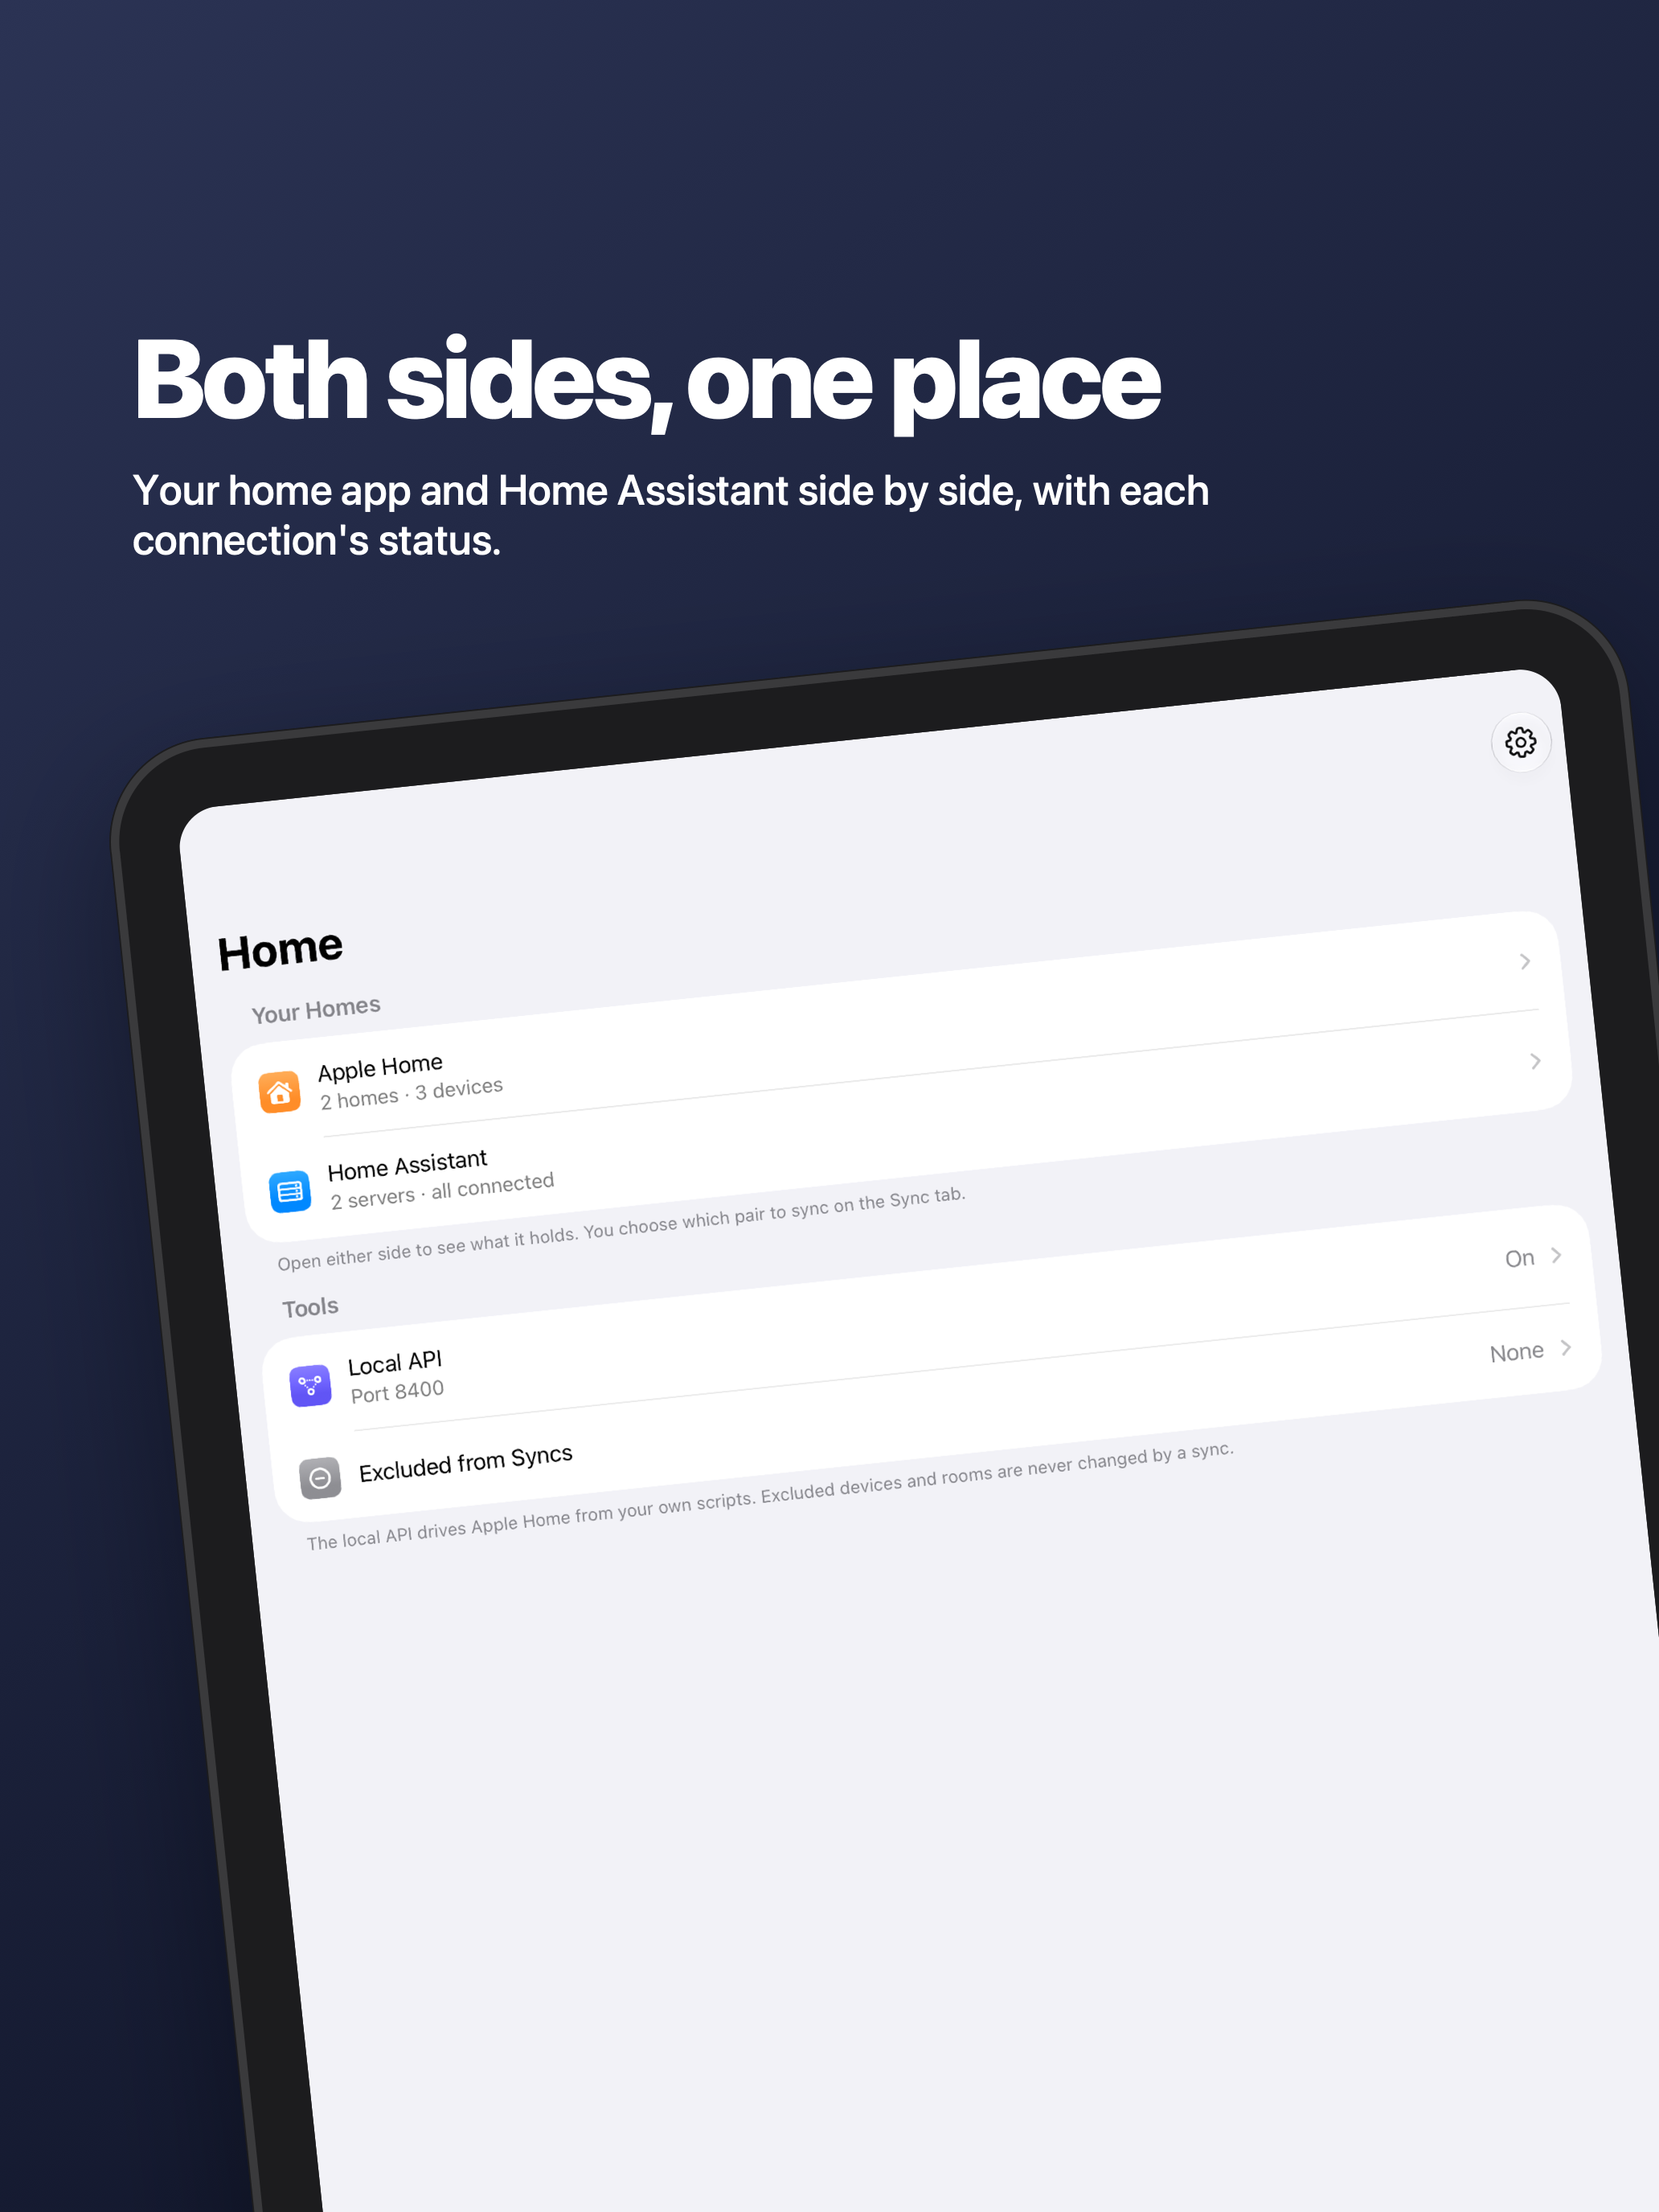 Both sides, one place
Your home app and Home Assistant side by side, with each
connection's status.
Home
Your Homes
Apple Home
2 homes · 3 devices
Home Assistant
2 servers · all connected
Open either side to see what it holds. You choose which pair to sync on the Sync tab.
Tools
Local API
Port 8400
On
Excluded from Syncs
None
The local API drives Apple Home from your own scripts. Excluded devices and rooms are never changed by a sync.